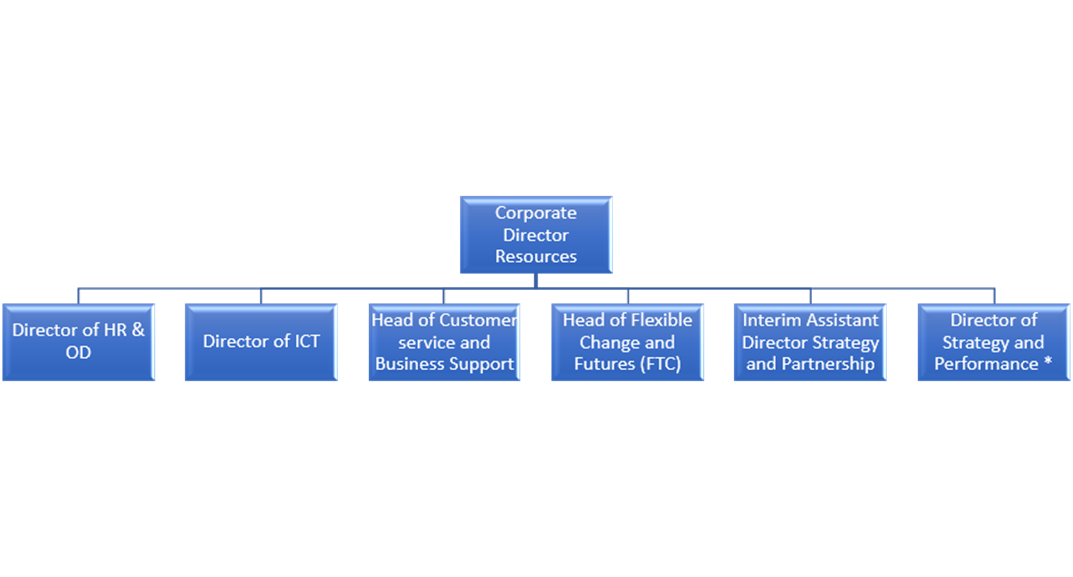 Corporate
Director
Resources
Director of HR &
OD
Director of ICT
Head of Customer
service and
Business Support
Head of Flexible
Change and
Futures (FTC)
Interim Assistant
Director Strategy
and Partnership
Director of
Strategy and
Performance *